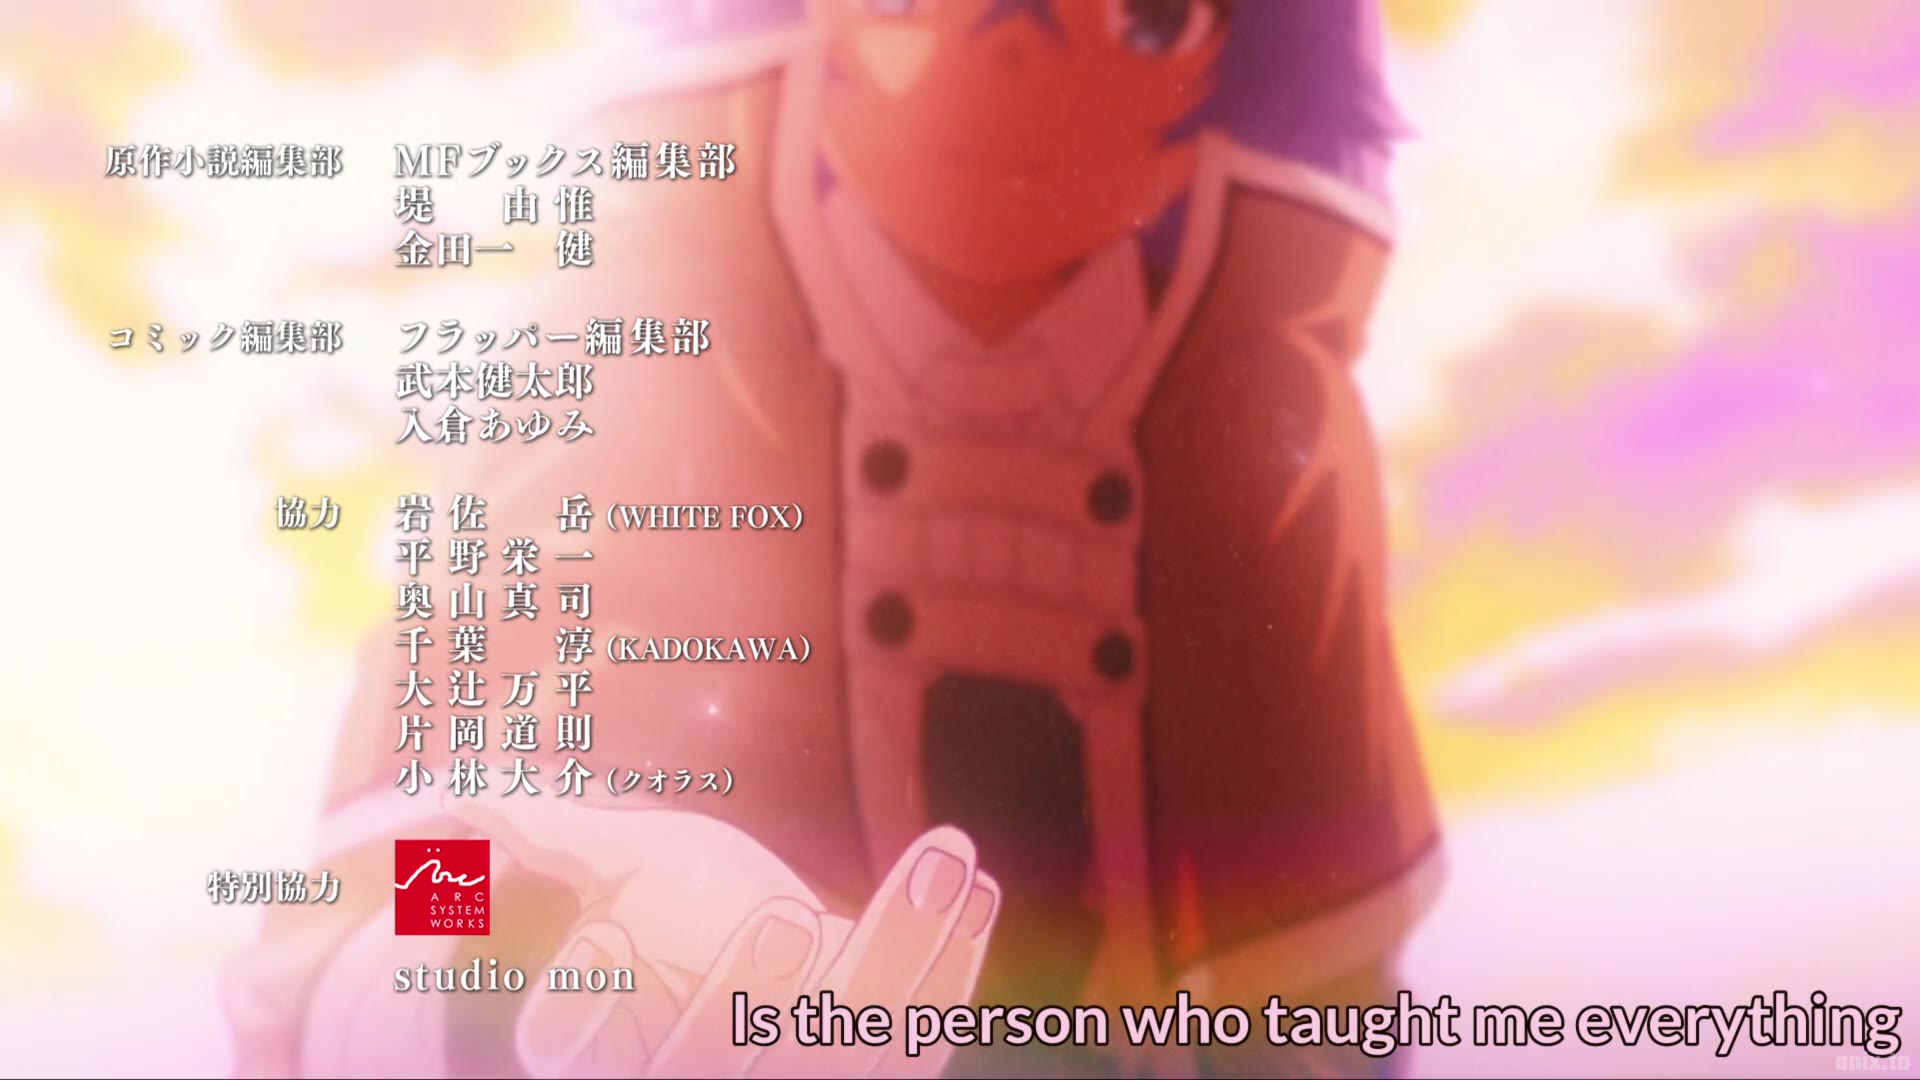 原作小説編集部 MFブックス編集部
堤 由惟
金田一 健
コミック編集部 フラッパー編集部
武本健太郎
入倉あゆみ
協力 岩佐 岳(WHITE FOX)
平野栄一
奥山真司
千葉 淳(KADOKAWA)
大辻万平
片岡道則
小林大介(クオラス)
特別協力 ARC
SYSTEM
WORKS
studio mon
Is the person who taught me everything
anix.to